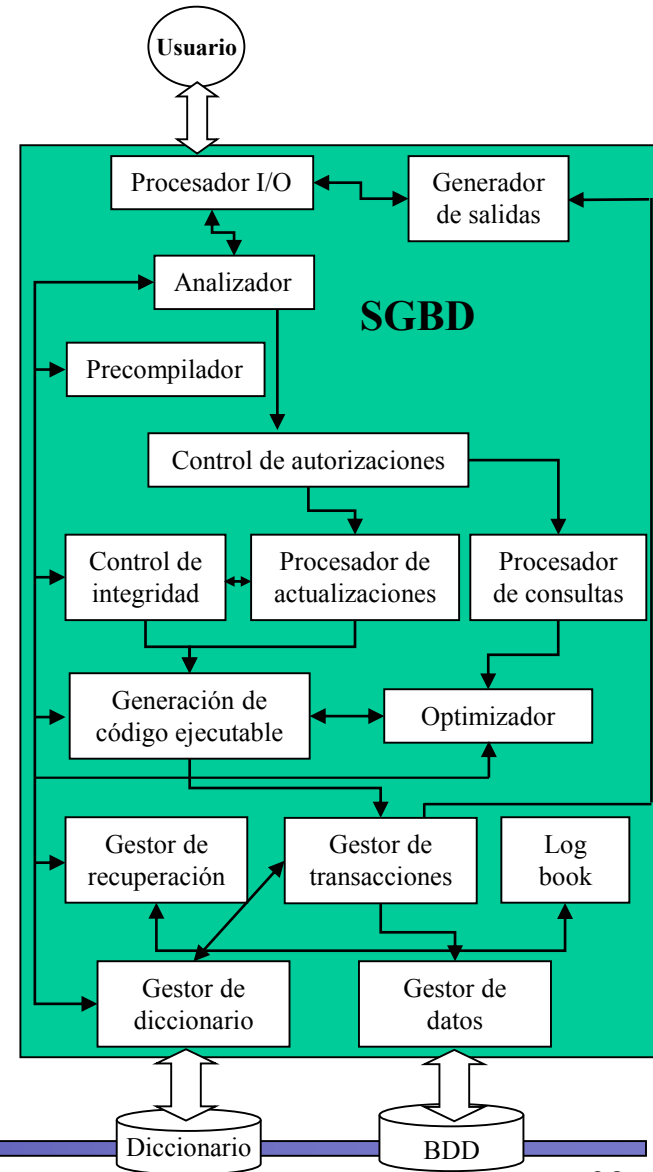 Usuario
Procesador I/O
Generador
de salidas
Analizador
SGBD
Precompilador
Control de autorizaciones
Control de
integridad
Procesador de
actualizaciones
Procesador
de consultas
Generación de
código ejecutable
Optimizador
Gestor de
recuperación
Gestor de
transacciones
Log
book
Gestor de
diccionario
Gestor de
datos
Diccionario
BDD